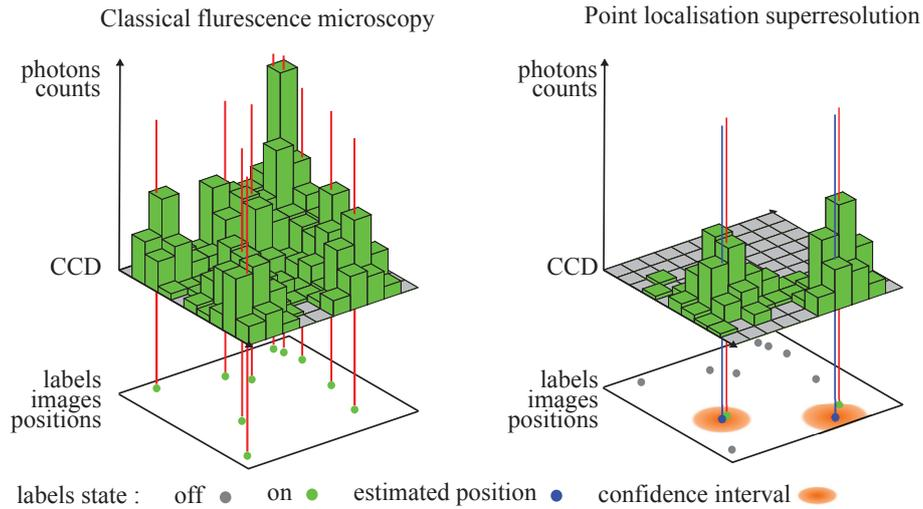 Classical flurescence microscopy
Point localisation superresolution
photons
counts
CCD
labels
images
positions
photons
counts
CCD
labels
images
positions
labels state : off on estimated position confidence interval